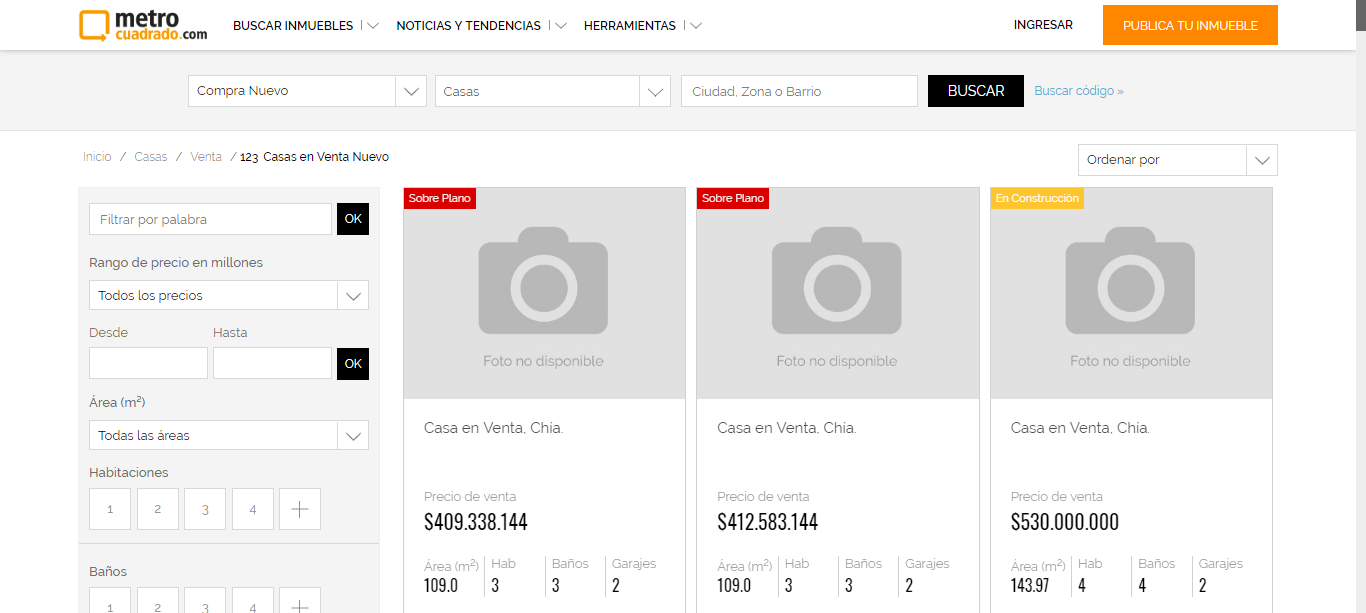 metro
cuadrado.com
BUSCAR INMUEBLES
NOTICIAS Y TENDENCIAS
HERRAMIENTAS
INGRESAR
PUBLICA TU INMUEBLE
Compra Nuevo
Casas
Ciudad, Zona o Barrio
BUSCAR
Buscar código »
Inicio / Casas / Venta / 123 Casas en Venta Nuevo
Ordenar por
Filtrar por palabra
OK
Rango de precio en millones
Todos los precios
Desde
Hasta
OK
Área (m²)
Todas las áreas
Habitaciones
1 2 3 4 +
Baños
1 2 3 4 +
Sobre Plano
Foto no disponible
Casa en Venta, Chía.
Precio de venta
$409.338.144
Área (m²) Hab Baños Garajes
109.0 3 3 2
Sobre Plano
Foto no disponible
Casa en Venta, Chía.
Precio de venta
$412.583.144
Área (m²) Hab Baños Garajes
109.0 3 3 2
En Construcción
Foto no disponible
Casa en Venta, Chía.
Precio de venta
$530.000.000
Área (m²) Hab Baños Garajes
143.97 4 4 2